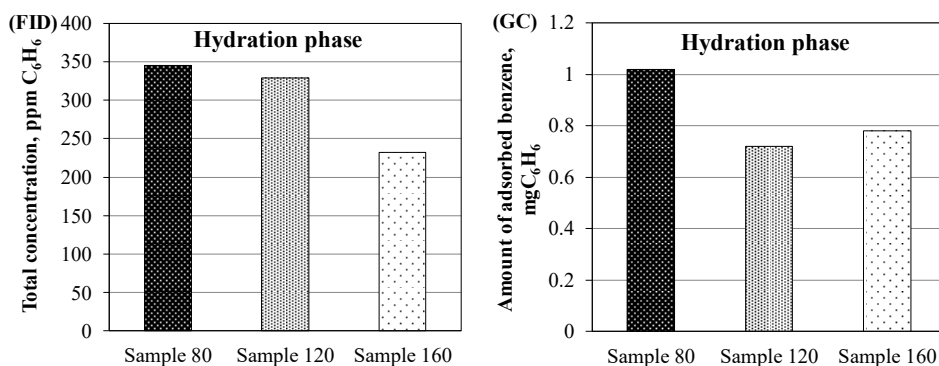 (FID)
Total concentration, ppm C₆H₆
400
350
300
250
200
150
100
50
0
Hydration phase
Sample 80 Sample 120 Sample 160
(GC)
Amount of adsorbed benzene,
mgC₆H₆
1.2
1
0.8
0.6
0.4
0.2
0
Hydration phase
Sample 80 Sample 120 Sample 160